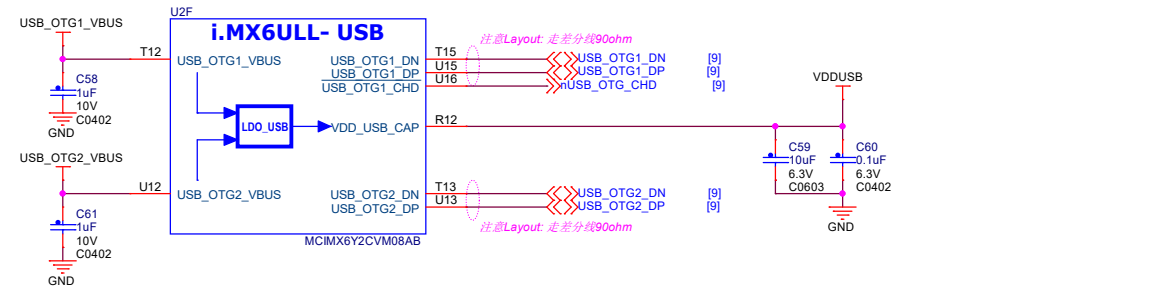 U2F
USB_OTG1_VBUS
i.MX6ULL- USB
注意Layout: 走差分线90ohm
T12
USB_OTG1_VBUS
USB_OTG1_DN
T15
USB_OTG1_DN
[9]
USB_OTG1_DP
U15
USB_OTG1_DP
[9]
USB_OTG1_CHD
U16
nUSB_OTG_CHD
[9]
C58
1uF
10V
C0402
GND
VDDUSB
LDO_USB
VDD_USB_CAP
R12
C59
10uF
6.3V
C0603
C60
0.1uF
6.3V
C0402
GND
USB_OTG2_VBUS
U12
USB_OTG2_VBUS
USB_OTG2_DN
T13
USB_OTG2_DN
[9]
USB_OTG2_DP
U13
USB_OTG2_DP
[9]
注意Layout: 走差分线90ohm
MCIMX6Y2CVM08AB
C61
1uF
10V
C0402
GND